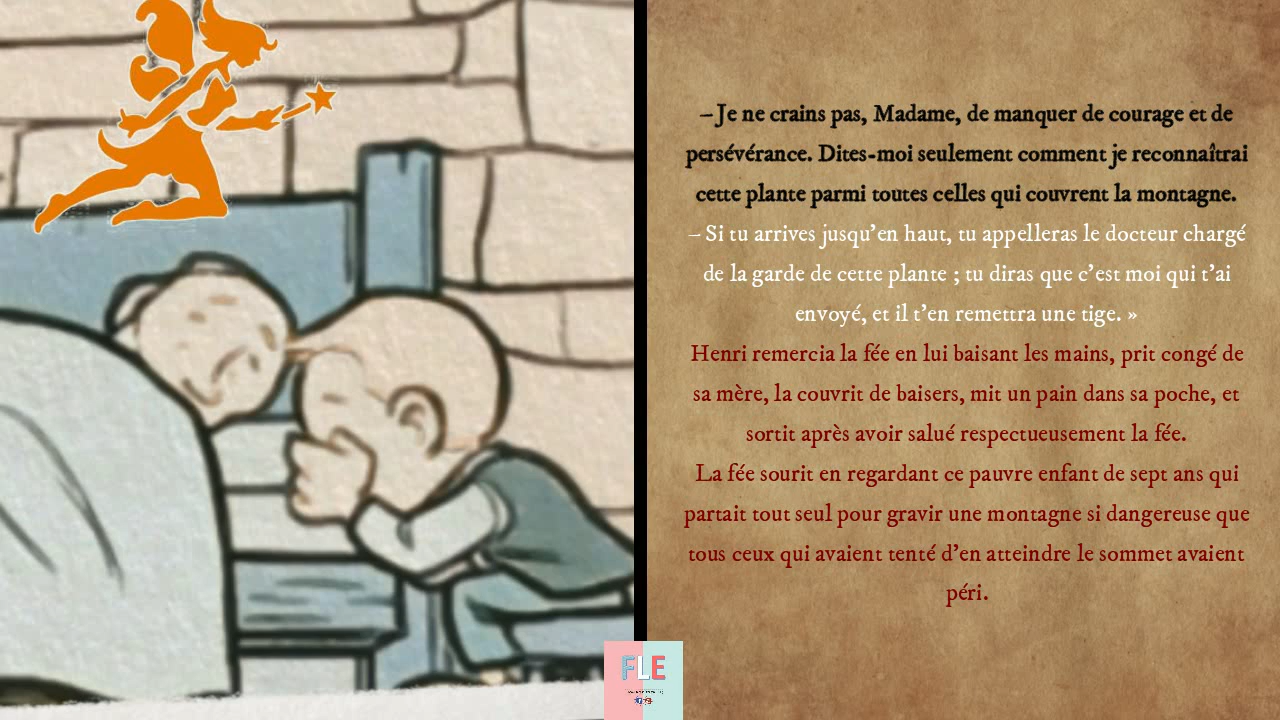 – Je ne crains pas, Madame, de manquer de courage et de
persévérance. Dites-moi seulement comment je reconnaîtrai
cette plante parmi toutes celles qui couvrent la montagne.
– Si tu arrives jusqu’en haut, tu appelleras le docteur chargé
de la garde de cette plante ; tu diras que c’est moi qui t’ai
envoyé, et il t’en remettra une tige. »
Henri remercia la fée en lui baisant les mains, prit congé de
sa mère, la couvrit de baisers, mit un pain dans sa poche, et
sortit après avoir salué respectueusement la fée.
La fée sourit en regardant ce pauvre enfant de sept ans qui
partait tout seul pour gravir une montagne si dangereuse que
tous ceux qui avaient tenté d’en atteindre le sommet avaient
péri.
FLE